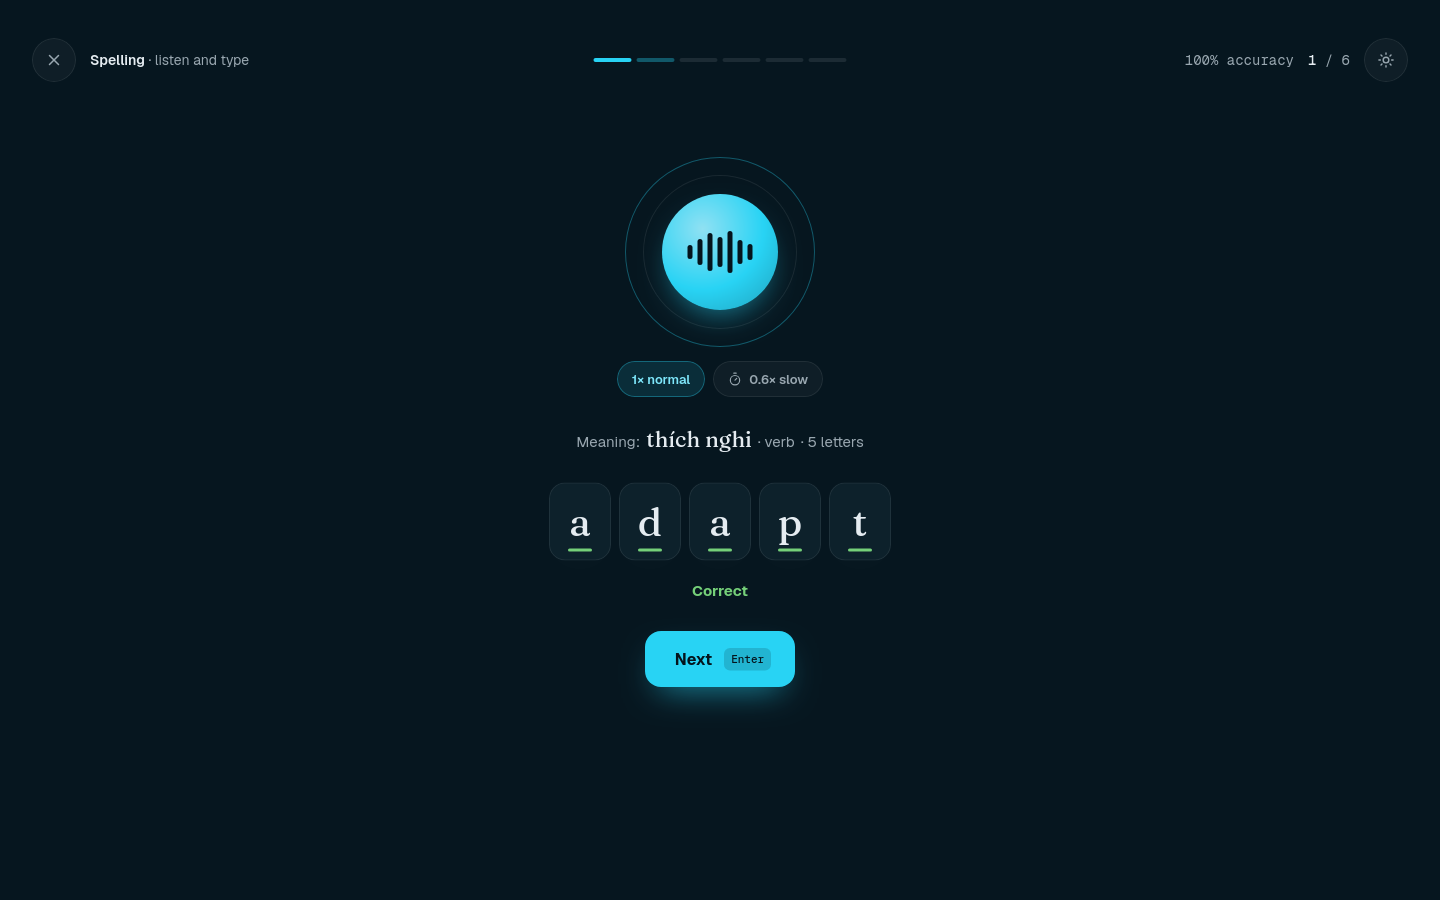 Spelling · listen and type
100% accuracy 1 / 6
1× normal
0.6× slow
Meaning: thích nghi · verb · 5 letters
a d a p t
Correct
Next Enter